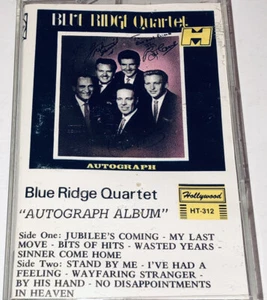 BLUE RIDGE Quartet
AUTOGRAPH
Blue Ridge Quartet
Hollywood
HT-312
"AUTOGRAPH ALBUM"
Side One: JUBILEE'S COMING - MY LAST
MOVE - BITS OF HITS - WASTED YEARS -
SINNER COME HOME
Side Two: STAND BY ME - I'VE HAD A
FEELING - WAYFARING STRANGER -
BY HIS HAND - NO DISAPPOINTMENTS
IN HEAVEN